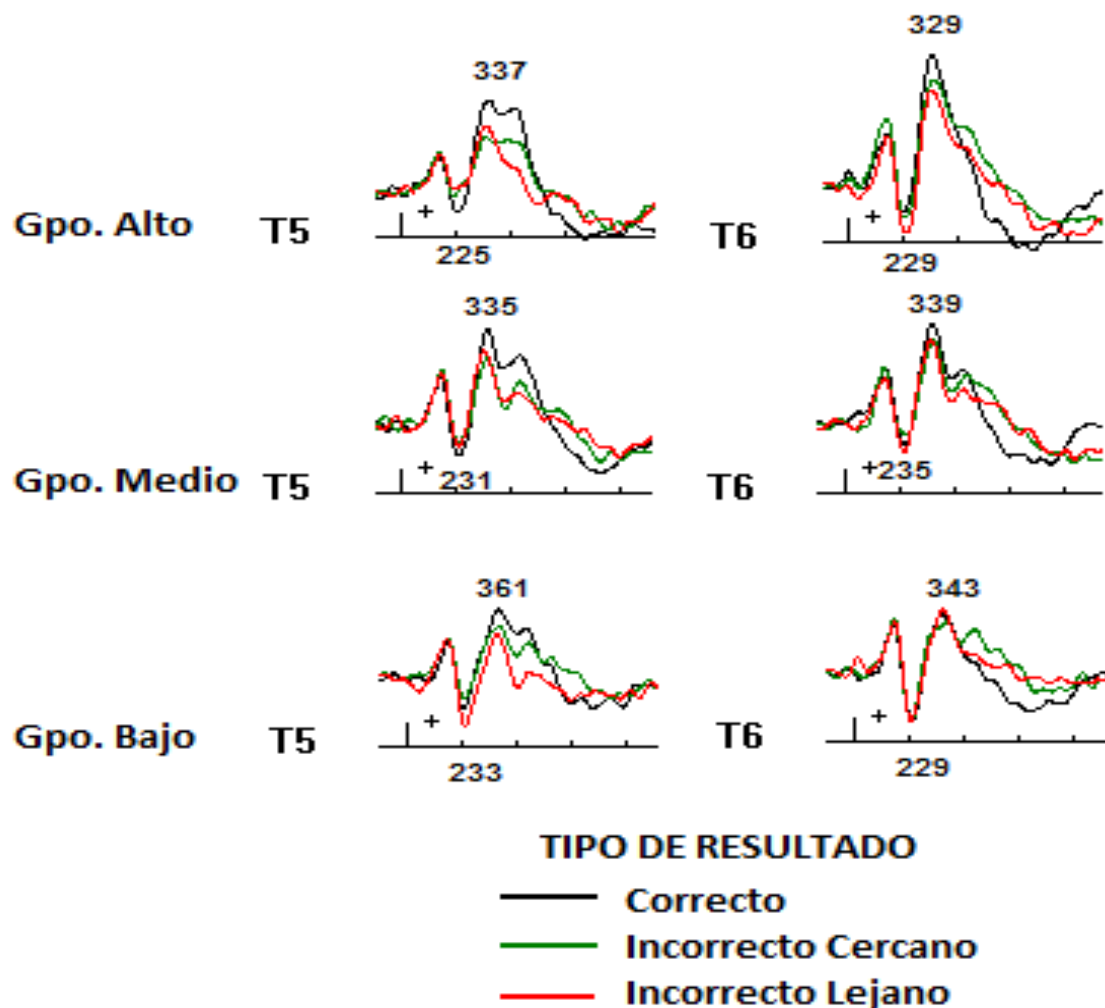 337
329
+
+
Gpo. Alto T5 T6
225
229
335
339
+
+
231
235
Gpo. Medio T5 T6
361
343
+
+
Gpo. Bajo T5 T6
233
229
TIPO DE RESULTADO
Correcto
Incorrecto Cercano
Incorrecto Lejano